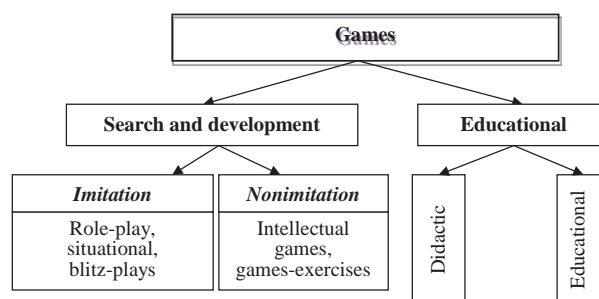 Games
Search and development
Educational
Imitation
Role-play,
situational,
blitz-plays
Nonimitation
Intellectual
games,
games-exercises
Didactic
Educational